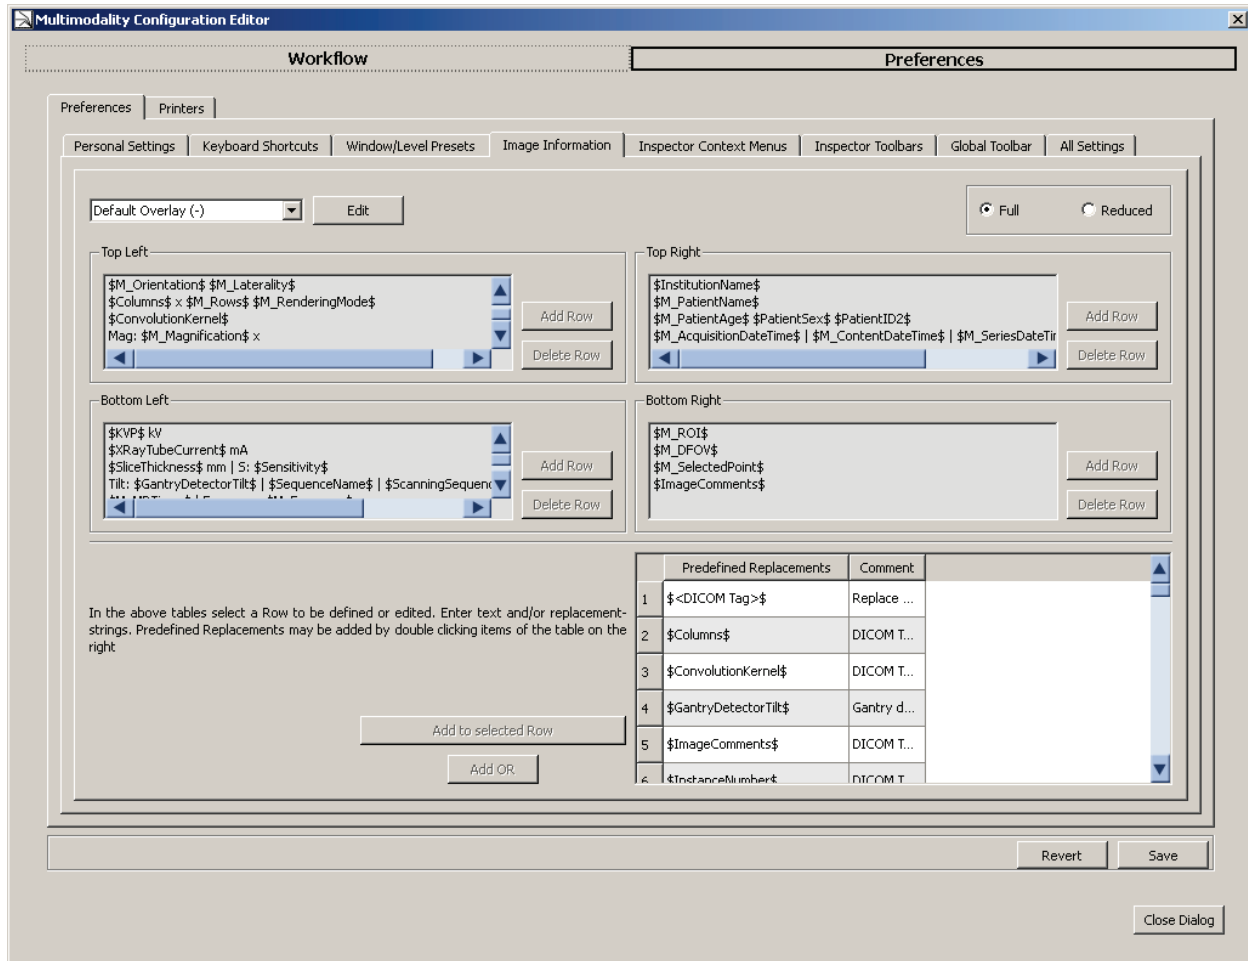 Multimodality Configuration Editor
Workflow
Preferences
Preferences
Printers
Personal Settings
Keyboard Shortcuts
Window/Level Presets
Image Information
Inspector Context Menus
Inspector Toolbars
Global Toolbar
All Settings
Default Overlay (-)
Edit
Full
Reduced
Top Left
$M_Orientation$ $M_Laterality$
$Columns$ x $M_Rows$ $M_RenderingMode$
$ConvolutionKernel$
Mag: $M_Magnification$ x
Add Row
Delete Row
Top Right
$InstitutionName$
$M_PatientName$
$M_PatientAge$ $PatientSex$ $PatientID2$
$M_AcquisitionDateTime$ | $M_ContentDateTime$ | $M_SeriesDateTir
Add Row
Delete Row
Bottom Left
$KVP$ kV
$XRayTubeCurrent$ mA
$SliceThickness$ mm | S: $Sensitivity$
Tilt: $GantryDetectorTilt$ | $SequenceName$ | $ScanningSequenc
Add Row
Delete Row
Bottom Right
$M_ROI$
$M_DFOV$
$M_SelectedPoint$
$ImageComments$
Add Row
Delete Row
In the above tables select a Row to be defined or edited. Enter text and/or replacement-
strings. Predefined Replacements may be added by double clicking items of the table on the
right
Add to selected Row
Add OR
Predefined Replacements Comment
1 $<DICOM Tag>$ Replace ...
2 $Columns$ DICOM T...
3 $ConvolutionKernel$ DICOM T...
4 $GantryDetectorTilt$ Gantry d...
5 $ImageComments$ DICOM T...
6 $InstanceNumber$ DICOM T...
Revert
Save
Close Dialog